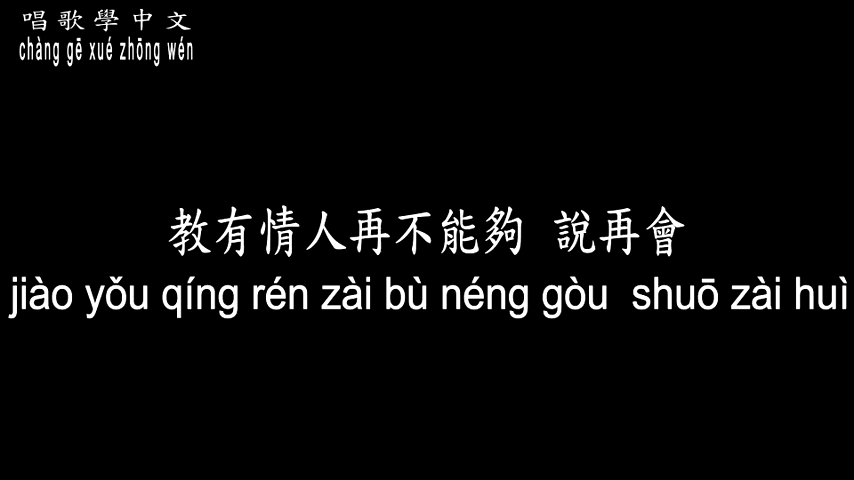 唱歌學中文
chàng gē xué zhōng wén
教有情人再不能夠 說再會
jiào yǒu qíng rén zài bù néng gòu shuō zài huì